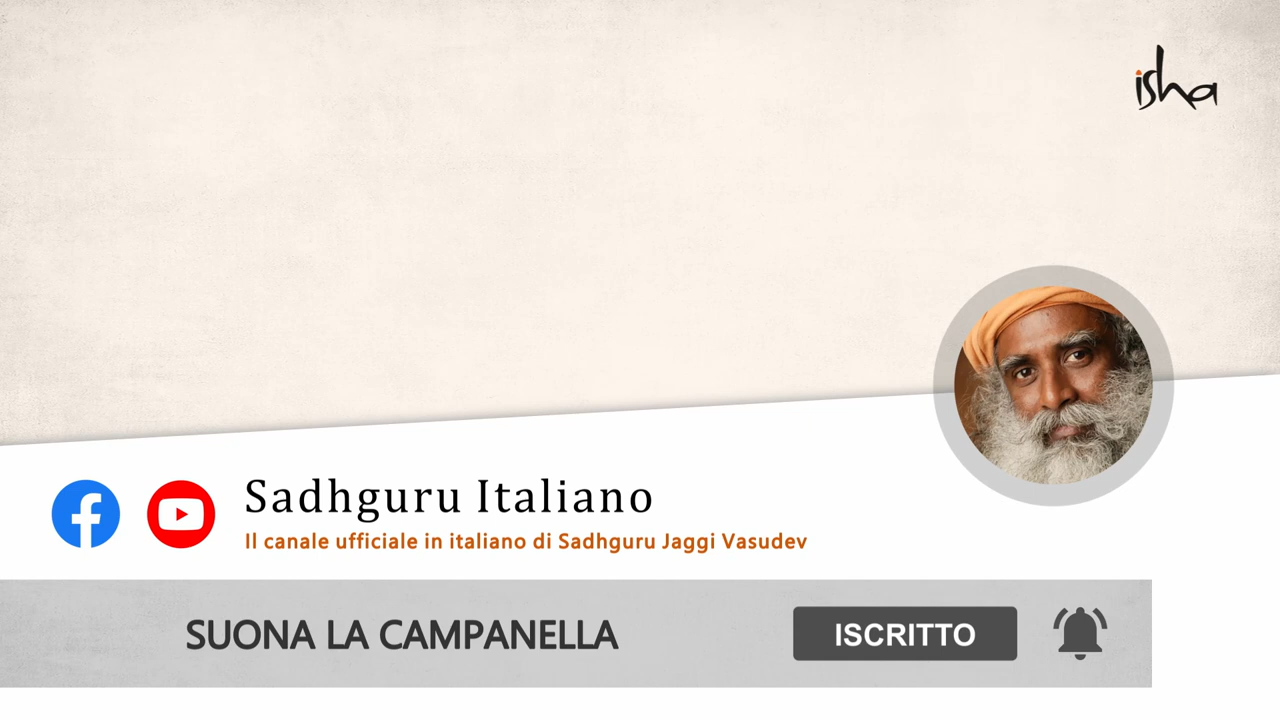 isha
Sadhguru Italiano
Il canale ufficiale in italiano di Sadhguru Jaggi Vasudev
SUONA LA CAMPANELLA
ISCRITTO